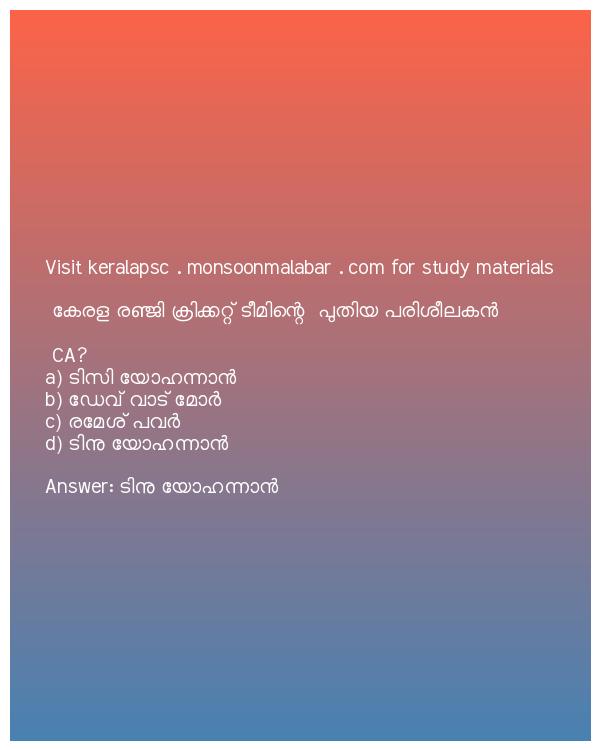 Visit keralapsc .monsoonmalabar .com for study materials
കേരള രഞ്ജി ക്രിക്കറ്റ് ടീമിന്റെ പുതിയ പരിശീലകൻ
CA?
a) ടിസി യോഹന്നാൻ
b) ഡേവ് വാട് മോർ
c) രമേശ് പവർ
d) ടിനു യോഹന്നാൻ
Answer: ടിനു യോഹന്നാൻ